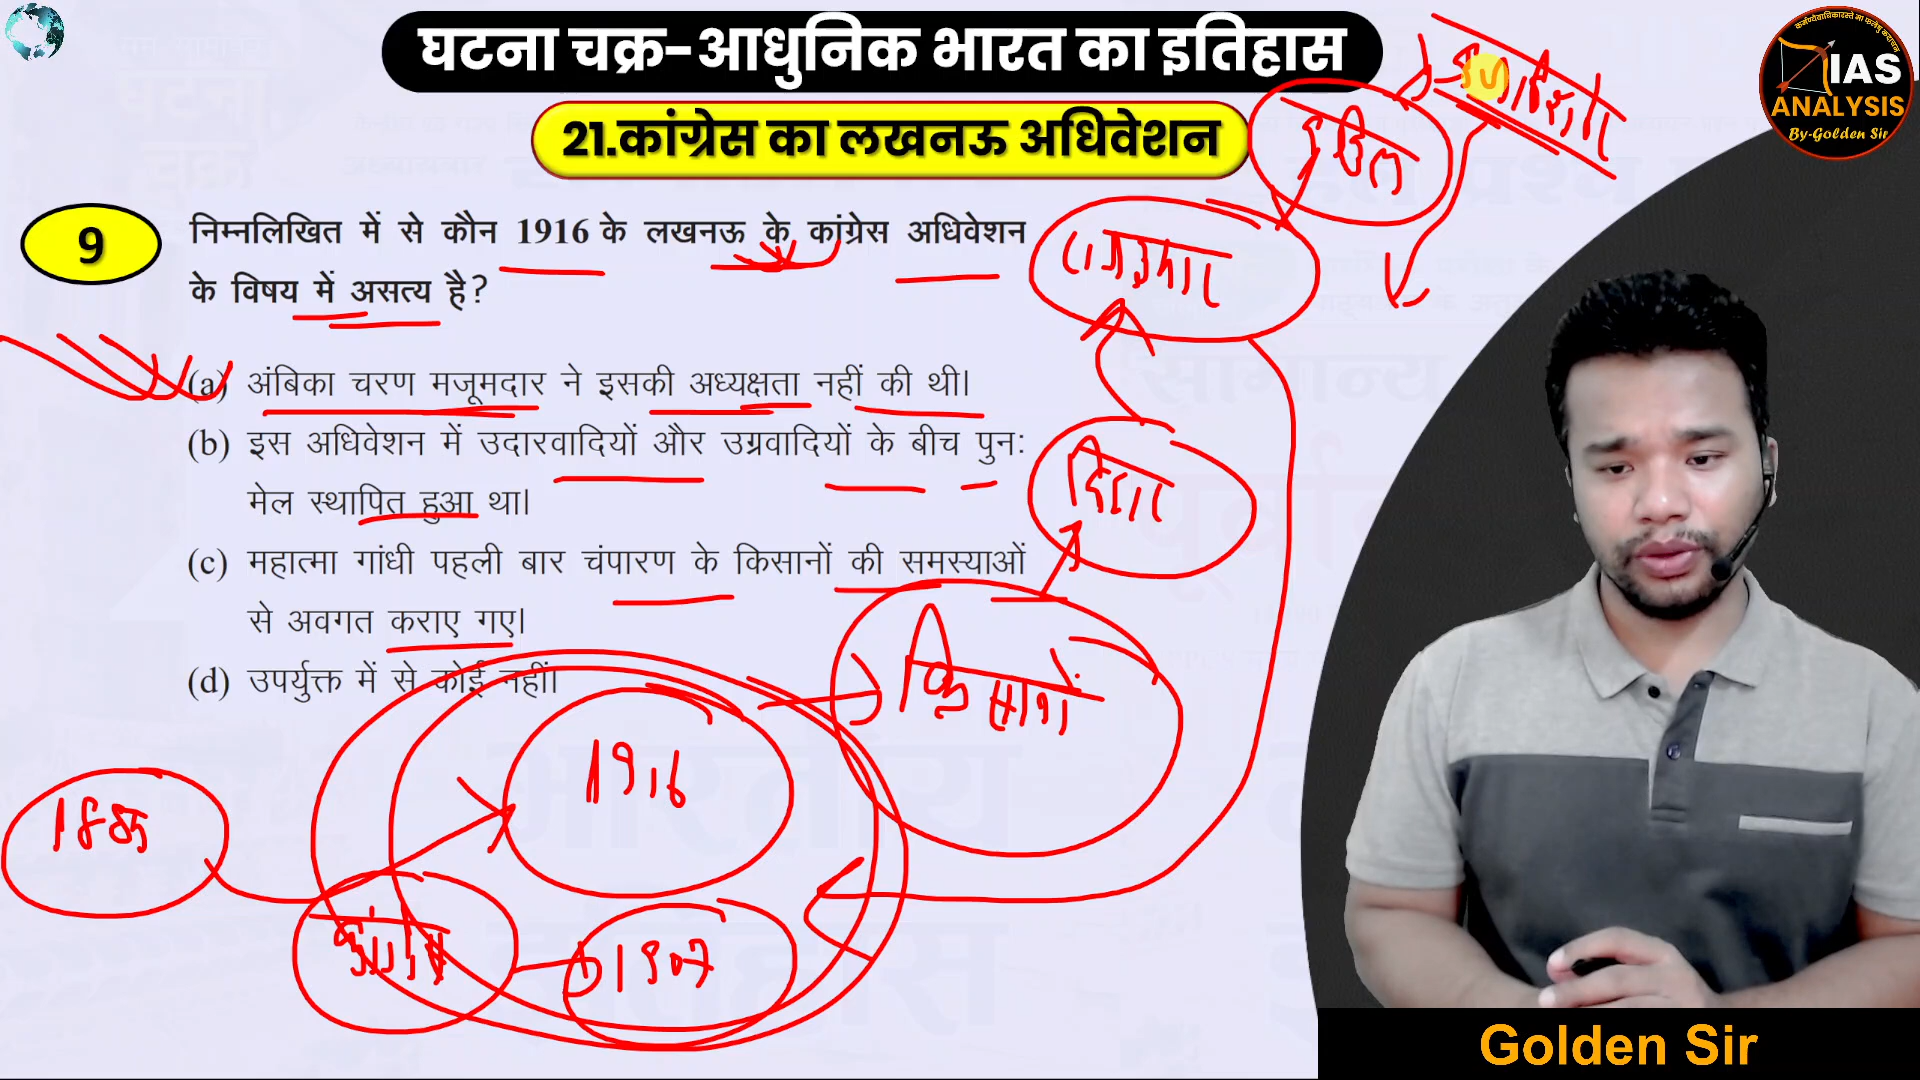 घटना चक्र-आधुनिक भारत का इतिहास
21.कांग्रेस का लखनऊ अधिवेशन
IAS
ANALYSIS
By-Golden Sir
9
निम्नलिखित में से कौन 1916 के लखनऊ के कांग्रेस अधिवेशन
के विषय में असत्य है?
(a) अंबिका चरण मजूमदार ने इसकी अध्यक्षता नहीं की थी।
(b) इस अधिवेशन में उदारवादियों और उग्रवादियों के बीच पुनः
मेल स्थापित हुआ था।
(c) महात्मा गांधी पहली बार चंपारण के किसानों की समस्याओं
से अवगत कराए गए।
(d) उपर्युक्त में से कोई नहीं।
राजकुमार
बिहार
किसानों
1916
1885
1907
Golden Sir